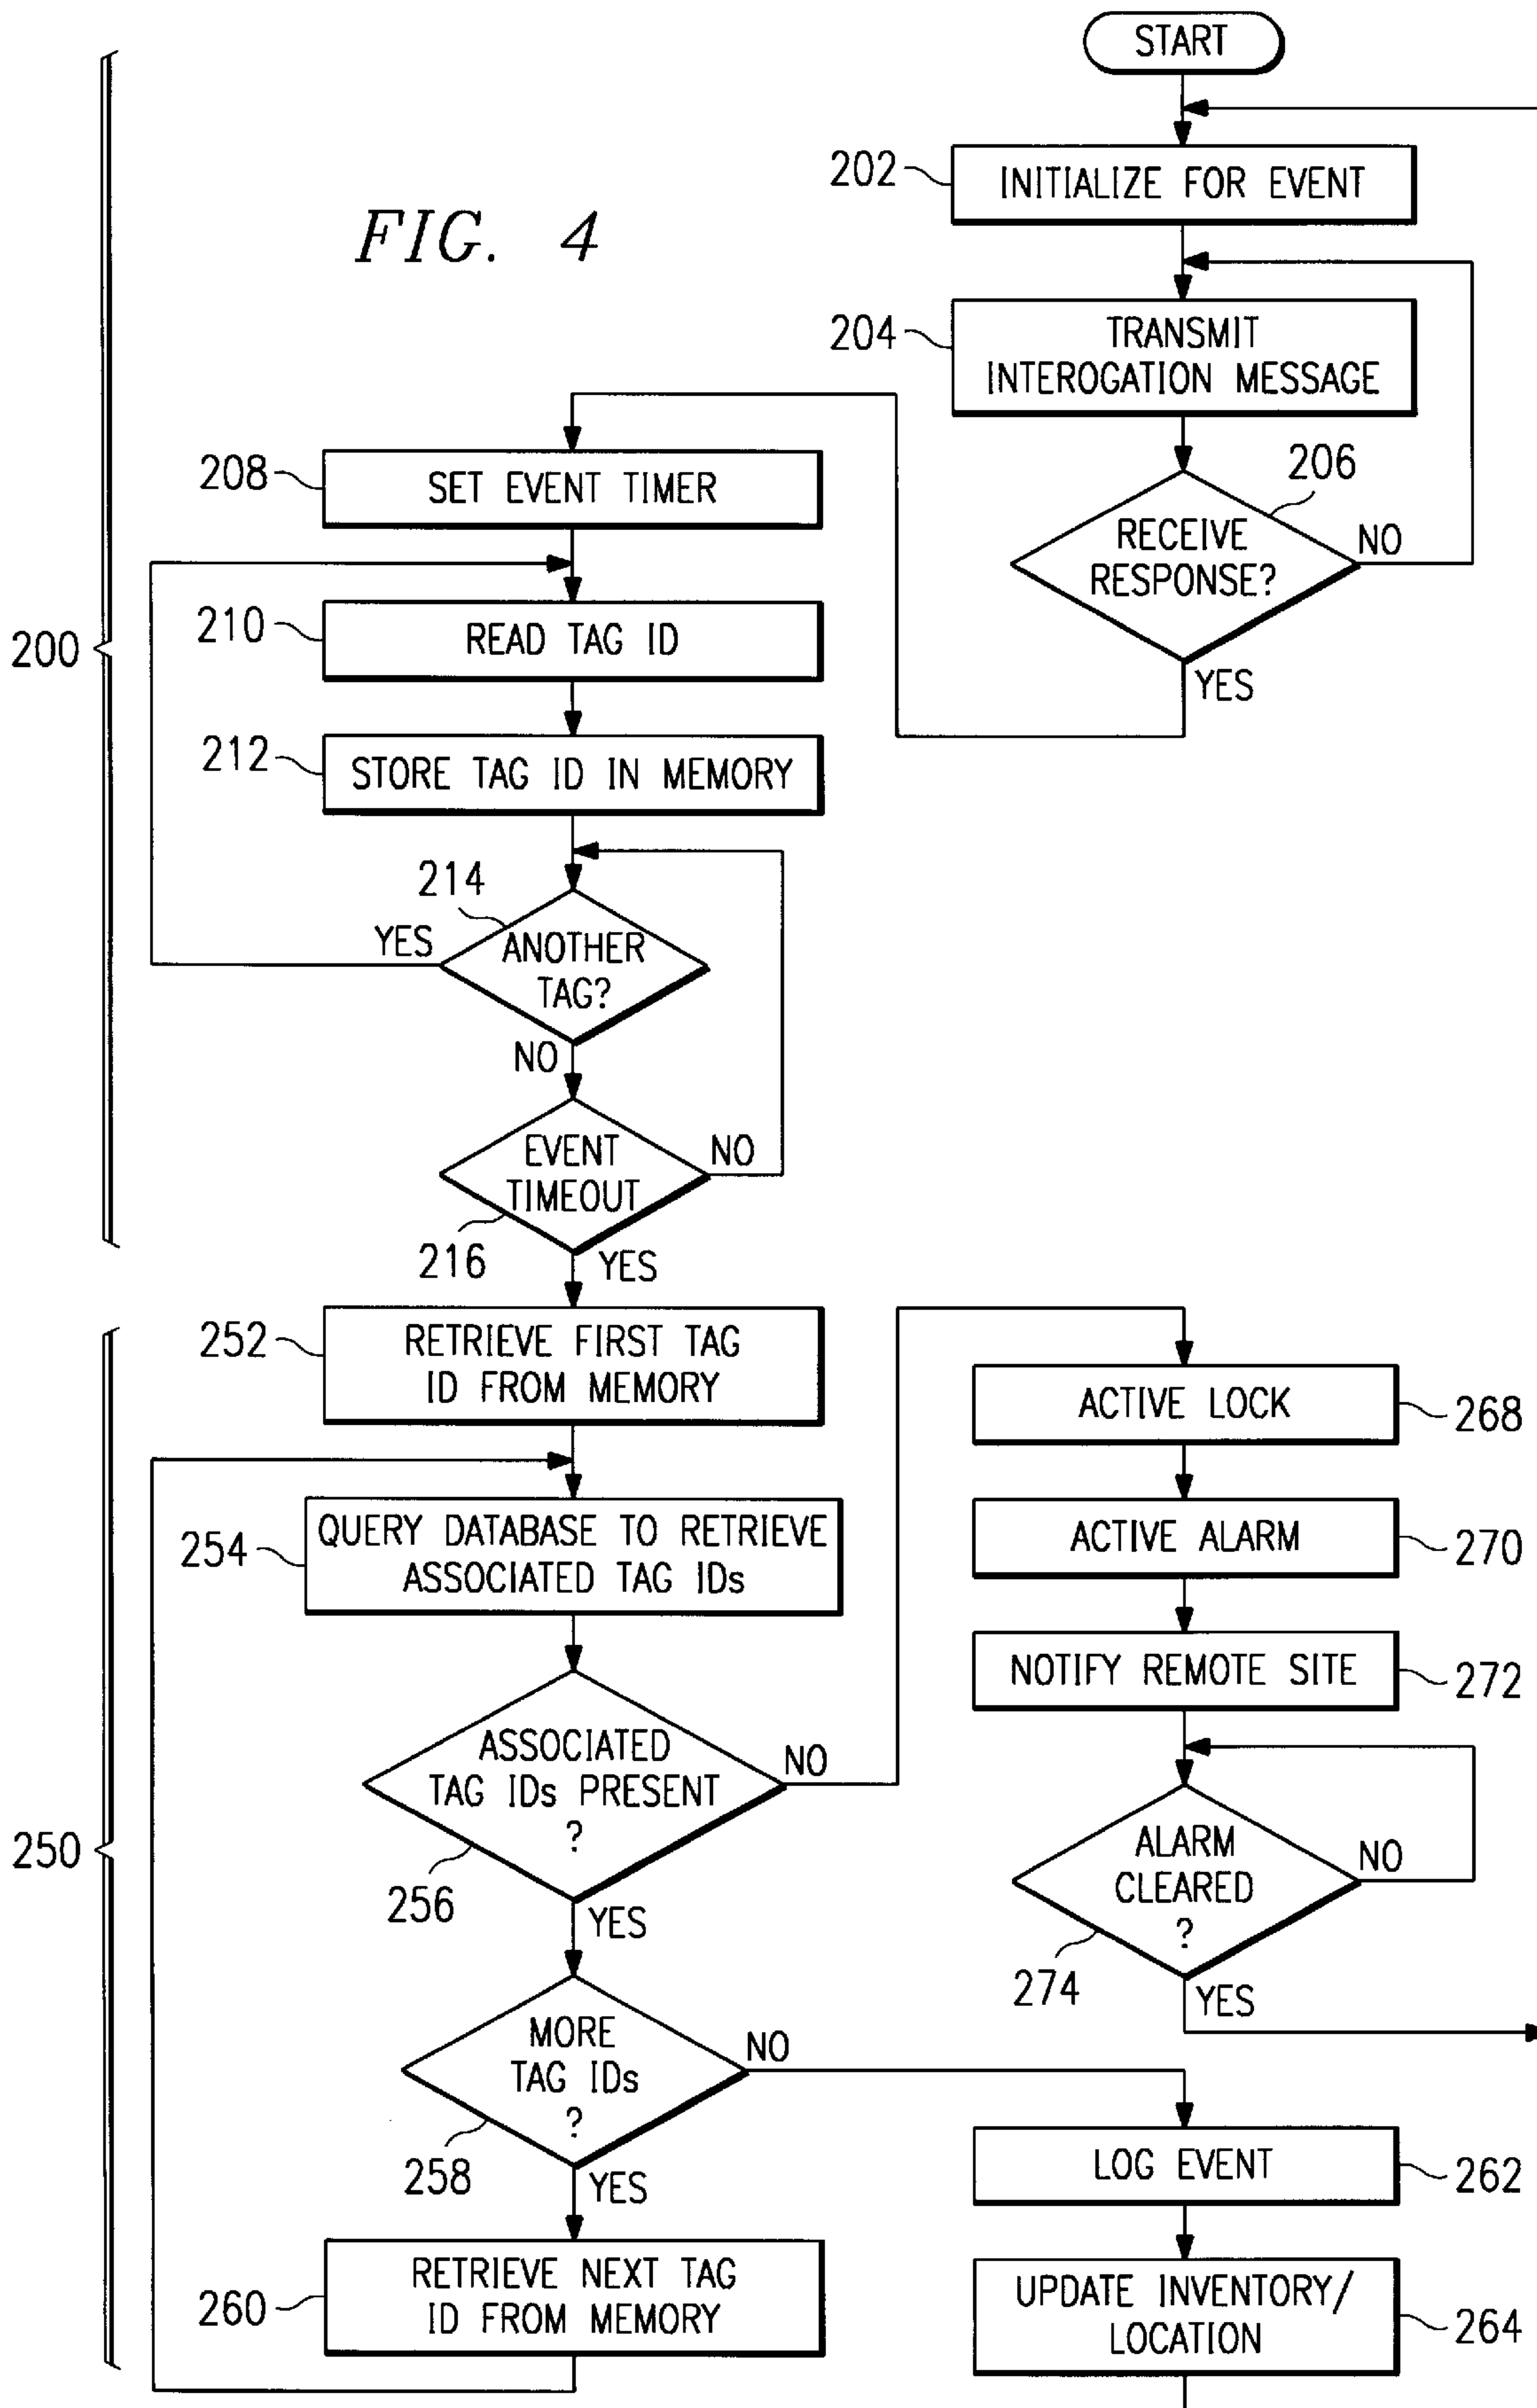 START
202
INITIALIZE FOR EVENT
FIG. 4
204
TRANSMIT
INTEROGATION MESSAGE
206
RECEIVE
RESPONSE?
NO
YES
208
SET EVENT TIMER
210
READ TAG ID
200
212
STORE TAG ID IN MEMORY
214
YES
ANOTHER
TAG?
NO
EVENT
TIMEOUT
NO
216
YES
252
RETRIEVE FIRST TAG
ID FROM MEMORY
254
QUERY DATABASE TO RETRIEVE
ASSOCIATED TAG IDs
ASSOCIATED
TAG IDs PRESENT
?
NO
256
YES
250
MORE
TAG IDs
?
NO
258
YES
260
RETRIEVE NEXT TAG
ID FROM MEMORY
ACTIVE LOCK
268
ACTIVE ALARM
270
NOTIFY REMOTE SITE
272
ALARM
CLEARED
?
NO
274
YES
LOG EVENT
262
UPDATE INVENTORY/
LOCATION
264